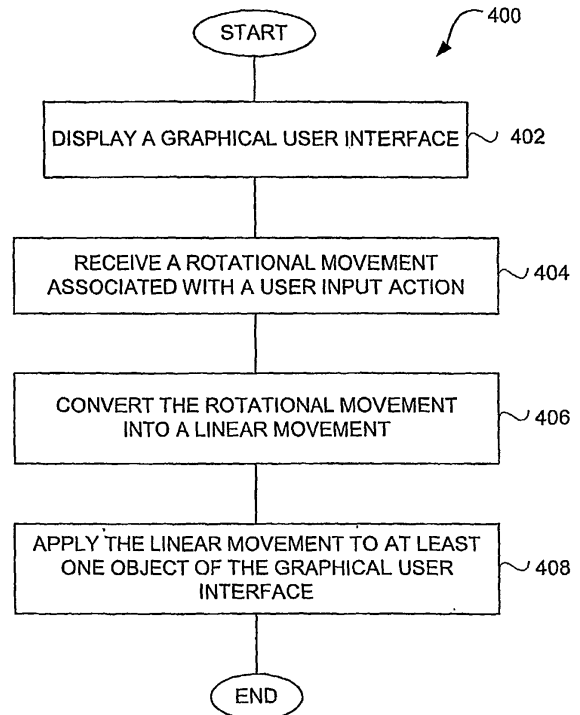 START
400
DISPLAY A GRAPHICAL USER INTERFACE
402
RECEIVE A ROTATIONAL MOVEMENT
ASSOCIATED WITH A USER INPUT ACTION
404
CONVERT THE ROTATIONAL MOVEMENT
INTO A LINEAR MOVEMENT
406
APPLY THE LINEAR MOVEMENT TO AT LEAST
ONE OBJECT OF THE GRAPHICAL USER
INTERFACE
408
END